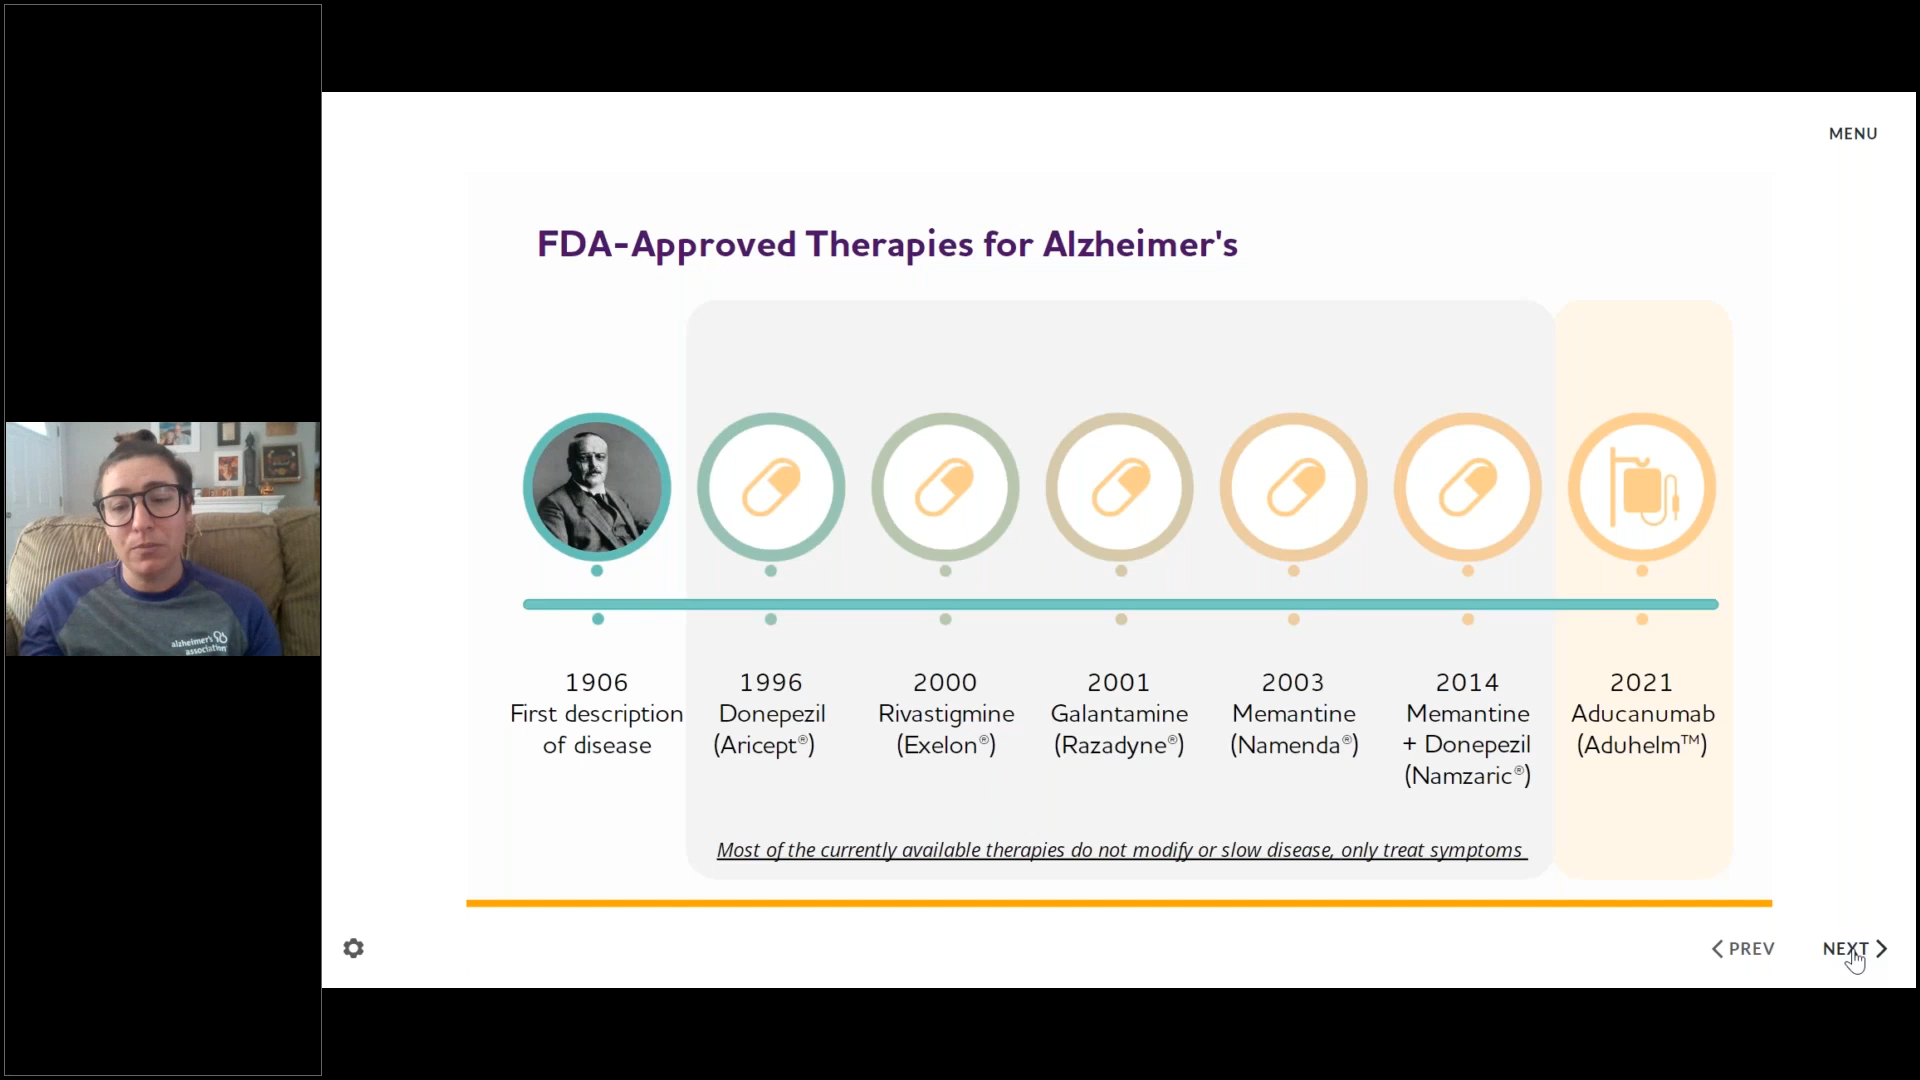 MENU
FDA-Approved Therapies for Alzheimer's
1906
First description
of disease
1996
Donepezil
(Aricept®)
2000
Rivastigmine
(Exelon®)
2001
Galantamine
(Razadyne®)
2003
Memantine
(Namenda®)
2014
Memantine
+ Donepezil
(Namzaric®)
2021
Aducanumab
(Aduhelm™)
Most of the currently available therapies do not modify or slow disease, only treat symptoms
PREV
NEXT
alzheimer's
association